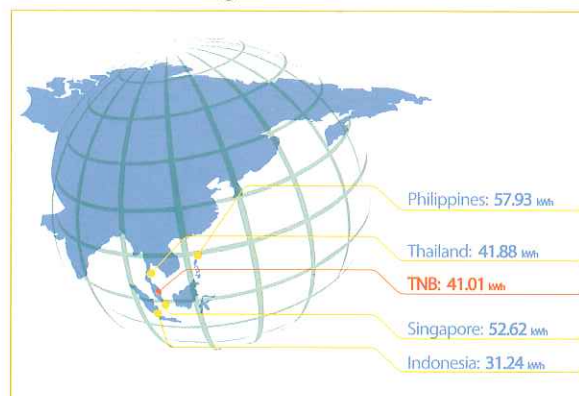 Philippines: 57.93 kWh
Thailand: 41.88 kWh
TNB: 41.01 kWh
Singapore: 52.62 kWh
Indonesia: 31.24 kWh